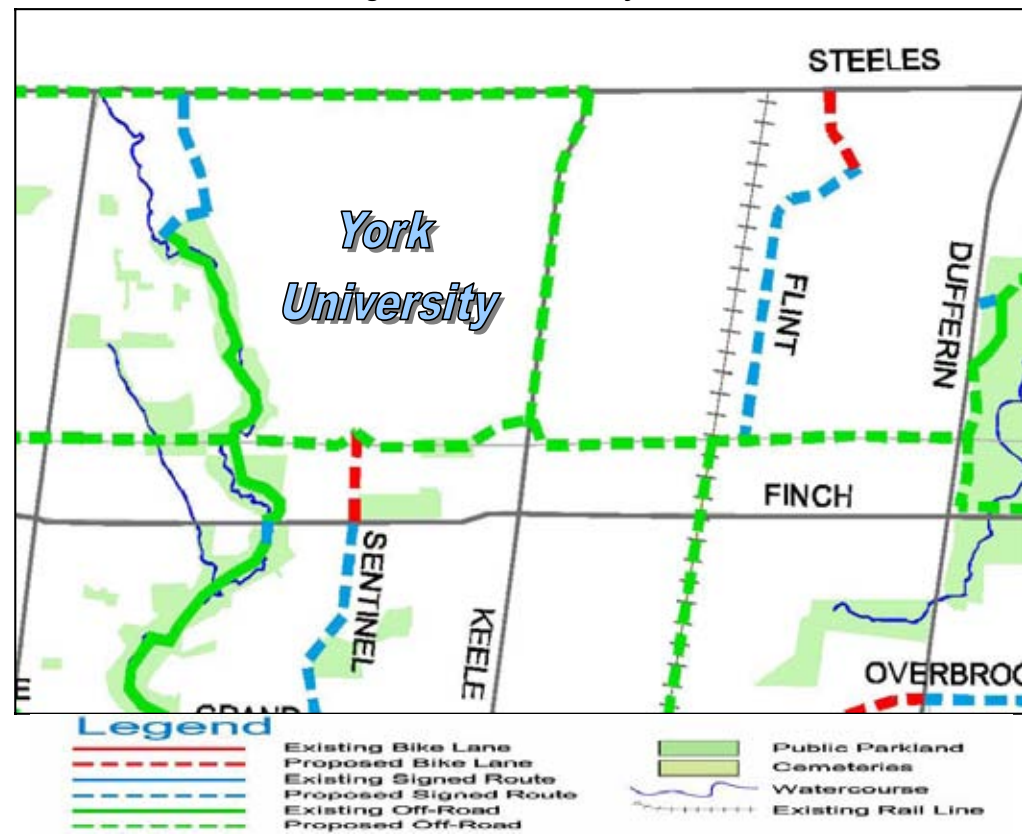 STEELES
York
University
FLINT
DUFFERIN
FINCH
SENTINEL
KEELE
OVERBROO
E
GRAND
Legend
Existing Bike Lane
Proposed Bike Lane
Existing Signed Route
Proposed Signed Route
Existing Off-Road
Proposed Off-Road
Public Parkland
Cemeteries
Watercourse
Existing Rail Line